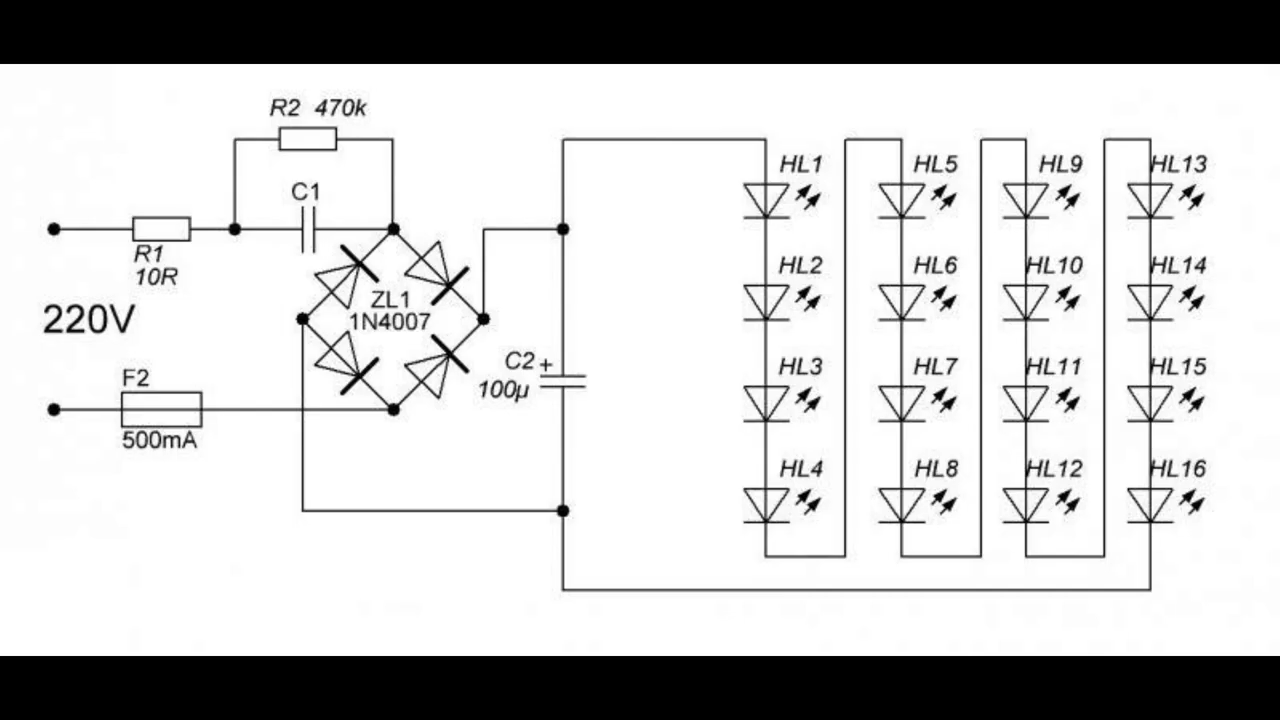 R2 470k
C1
R1
10R
220V
ZL1
1N4007
F2
500mA
C2 +
100µ
HL1
HL2
HL3
HL4
HL5
HL6
HL7
HL8
HL9
HL10
HL11
HL12
HL13
HL14
HL15
HL16